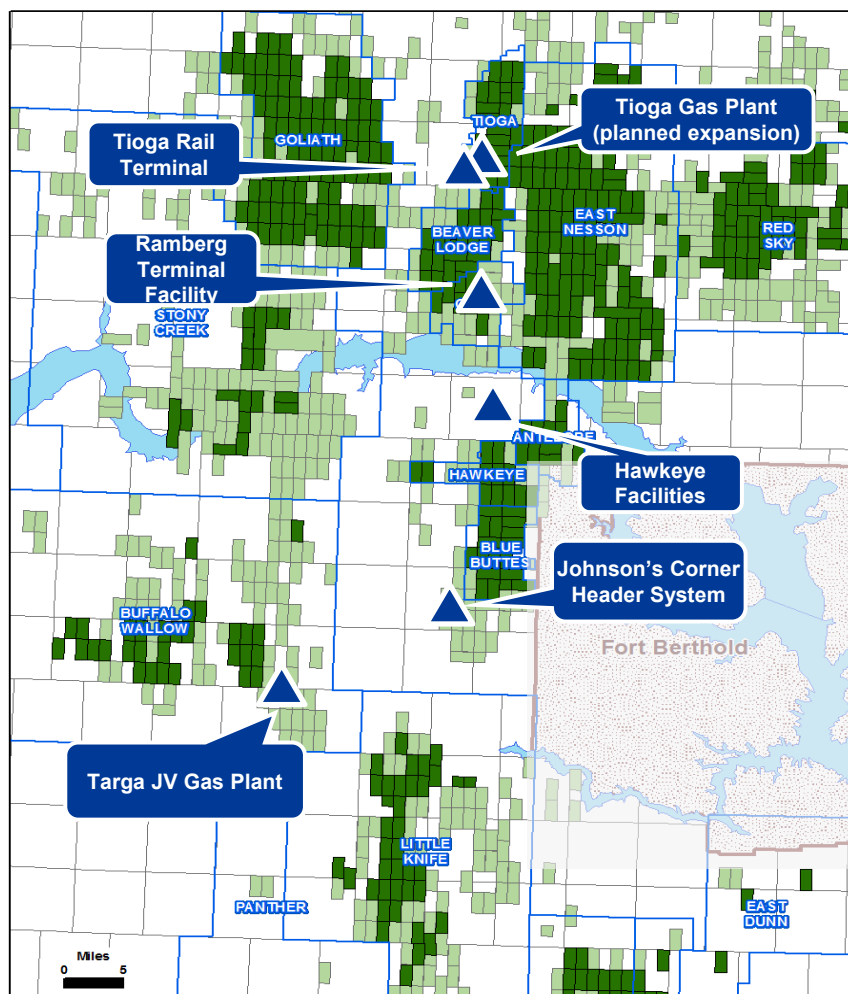 TIOGA
Tioga Gas Plant
(planned expansion)
Tioga Rail
Terminal
GOLIATH
EAST
NESSON
RED
SKY
BEAVER
LODGE
Ramberg
Terminal
Facility
STONY
CREEK
HAWKEYE
Hawkeye
Facilities
BLUE
BUTTES
Johnson's Corner
Header System
BUFFALO
WALLOW
Fort Berthold
Targa JV Gas Plant
LITTLE
KNIFE
PANTHER
EAST
DUNN
Miles
0 5